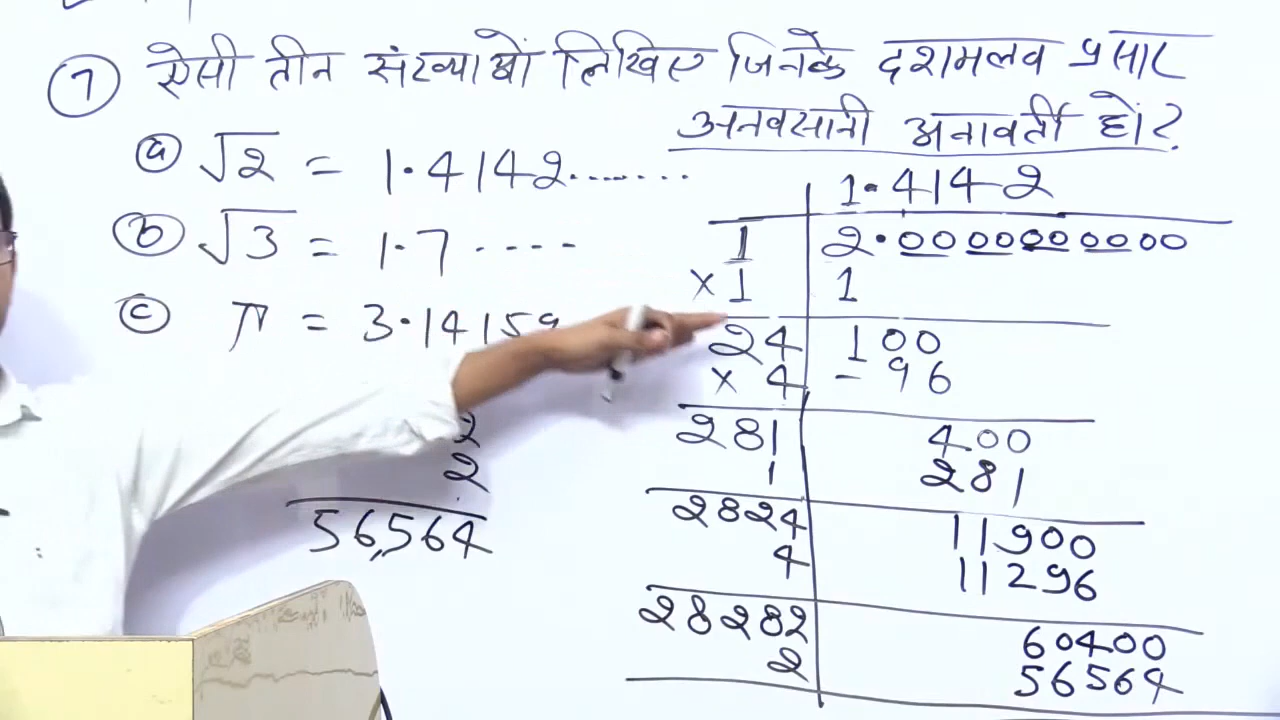 7 ऐसी तीन संख्याओं लिखिए जिनके दशमलव प्रसार
अनवसानी अनावर्ती हों?
a √2 = 1.4142.......
b √3 = 1.7 ....
c π = 3.14159
2
2
56,564
1.4142
1 2.0000000000
×1 1
24 100
× 4 - 96
281 400
1 281
2824 11900
4 11296
28282 60400
2 56564